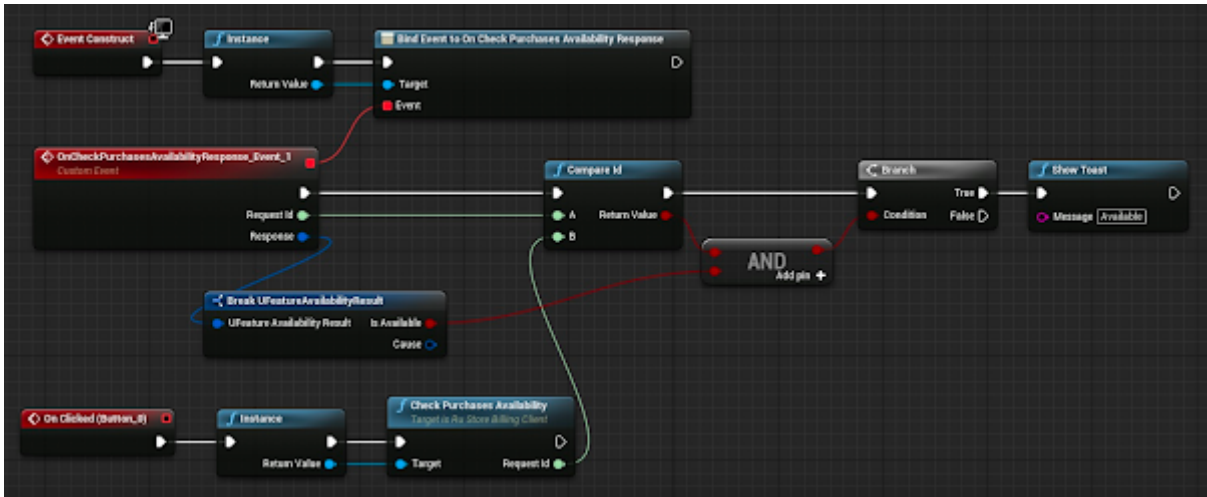 Event Construct
Instance
Return Value
Bind Event to On Check Purchases Availability Response
Target
Event
OnCheckPurchasesAvailabilityResponse_Event_1
Custom Event
Request Id
Response
Compare Id
A
Return Value
B
Branch
True
Condition
False
Show Toast
Message Available
AND
Add pin +
Break UFeatureAvailabilityResult
UFeature Availability Result
Is Available
Cause
On Clicked (Button_0)
Instance
Return Value
Check Purchases Availability
Target is Ru Store Billing Client
Target
Request Id